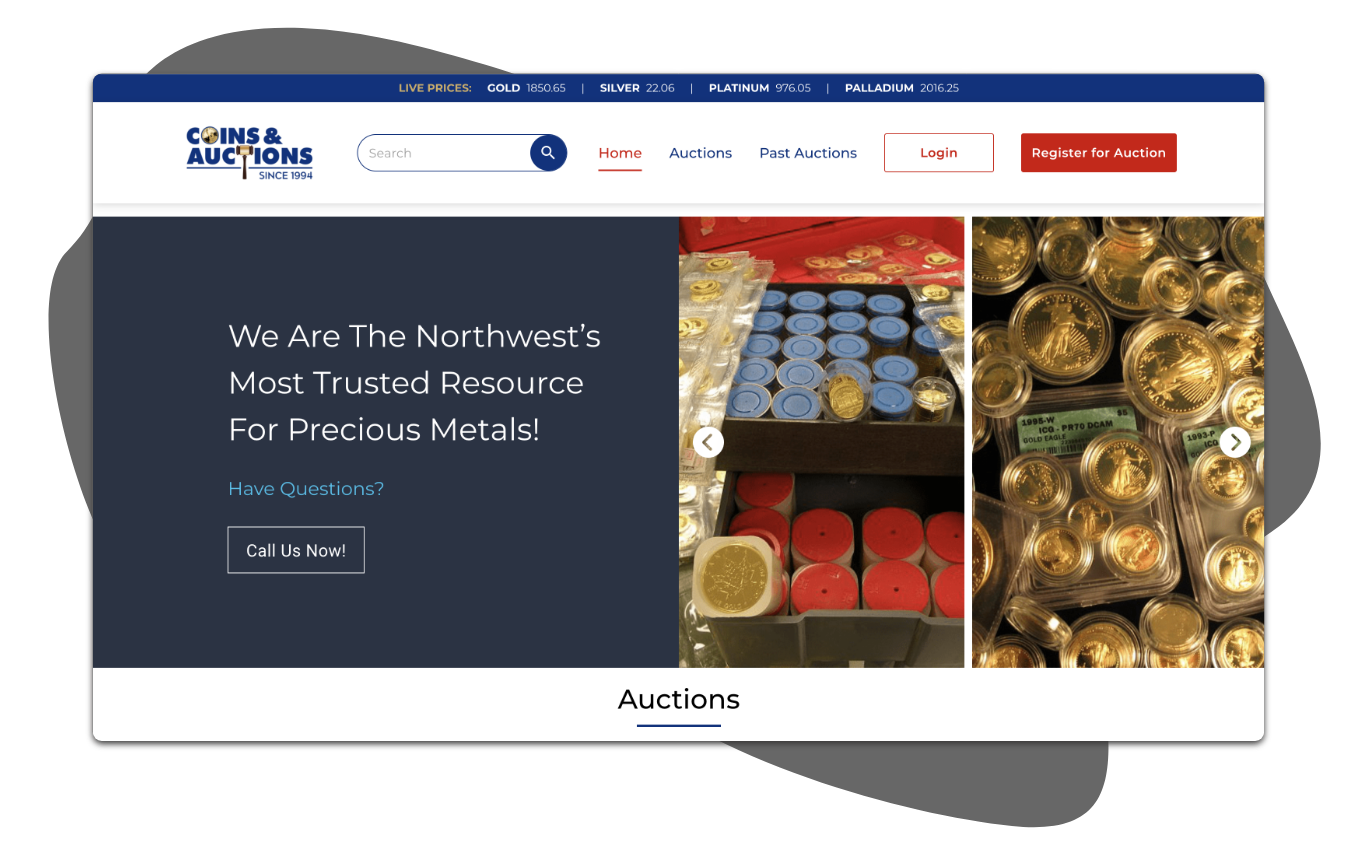 LIVE PRICES: GOLD 1850.65 | SILVER 22.06 | PLATINUM 976.05 | PALLADIUM 2016.25
COINS &
AUCTIONS
SINCE 1994
Search
Home
Auctions
Past Auctions
Login
Register for Auction
We Are The Northwest’s
Most Trusted Resource
For Precious Metals!
Have Questions?
Call Us Now!
1995-W $5
ICG - PR70 DCAM
GOLD EAGLE
1993-P
ICG
Auctions